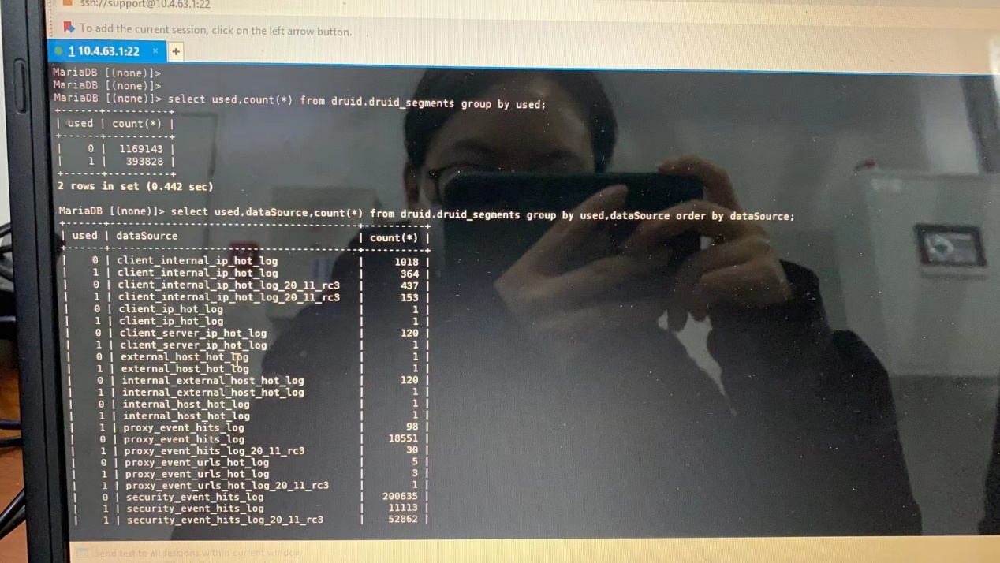 ssh://support@10.4.63.1:22
To add the current session, click on the left arrow button.
1 10.4.63.1:22 × +
MariaDB [(none)]>
MariaDB [(none)]>
MariaDB [(none)]> select used,count(*) from druid.druid_segments group by used;
+------+----------+
| used | count(*) |
+------+----------+
|    0 |  1169143 |
|    1 |   393828 |
+------+----------+
2 rows in set (0.442 sec)
MariaDB [(none)]> select used,dataSource,count(*) from druid.druid_segments group by used,dataSource order by dataSource;
+------+---------------------------------------+----------+
| used | dataSource                            | count(*) |
+------+---------------------------------------+----------+
|    0 | client_internal_ip_hot_log            |     1018 |
|    1 | client_internal_ip_hot_log            |      364 |
|    0 | client_internal_ip_hot_log_20_11_rc3  |      437 |
|    1 | client_internal_ip_hot_log_20_11_rc3  |      153 |
|    0 | client_ip_hot_log                     |        1 |
|    1 | client_ip_hot_log                     |        1 |
|    0 | client_server_ip_hot_log              |      120 |
|    1 | client_server_ip_hot_log              |        1 |
|    0 | external_host_hot_log                 |        1 |
|    1 | external_host_hot_log                 |        1 |
|    0 | internal_external_host_hot_log        |      120 |
|    1 | internal_external_host_hot_log        |        1 |
|    0 | internal_host_hot_log                 |        1 |
|    1 | internal_host_hot_log                 |        1 |
|    1 | proxy_event_hits_log                  |       98 |
|    0 | proxy_event_hits_log                  |    18551 |
|    1 | proxy_event_hits_log_20_11_rc3        |       30 |
|    0 | proxy_event_urls_hot_log              |        5 |
|    1 | proxy_event_urls_hot_log              |        3 |
|    1 | proxy_event_urls_hot_log_20_11_rc3    |        1 |
|    0 | security_event_hits_log               |   200635 |
|    1 | security_event_hits_log               |    11113 |
|    1 | security_event_hits_log_20_11_rc3     |    52862 |
Send text to all sessions within current window